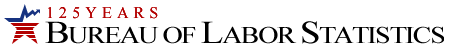 125 YEARS
BUREAU OF LABOR STATISTICS